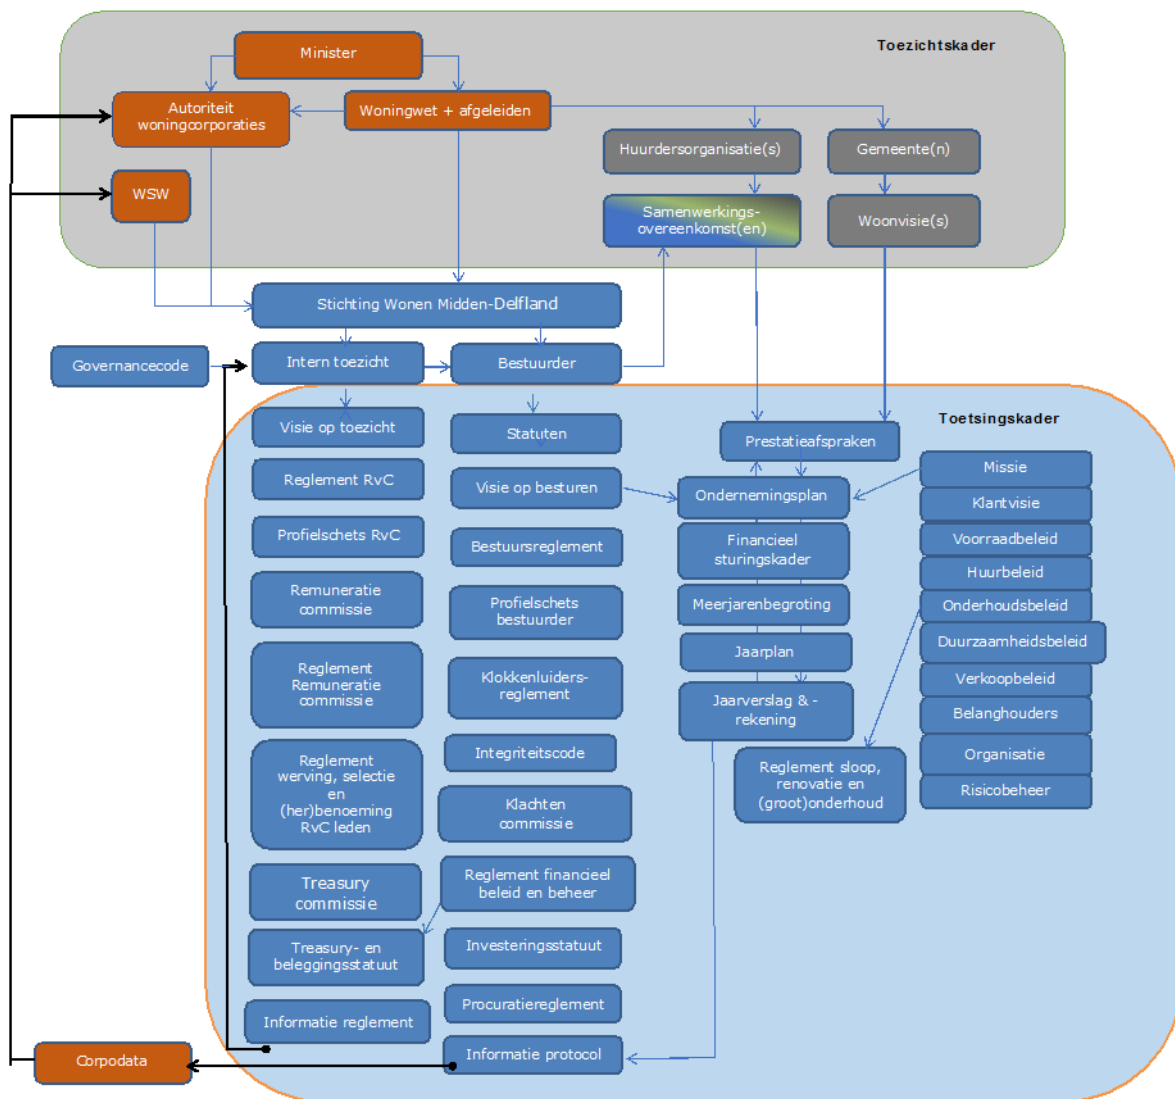 Toezichtskader
Minister
Autoriteit
woningcorporaties
Woningwet + afgeleiden
Huurdersorganisatie(s)
Gemeente(n)
WSW
Samenwerkings-
overeenkomst(en)
Woonvisie(s)
Stichting Wonen Midden-Delfland
Governancecode
Intern toezicht
Bestuurder
Toetsingskader
Visie op toezicht
Reglement RvC
Profielschets RvC
Remuneratie
commissie
Reglement
Remuneratie
commissie
Reglement
werving, selectie
en
(her)benoeming
RvC leden
Treasury
commissie
Treasury- en
beleggingsstatuut
Informatie reglement
Statuten
Visie op besturen
Bestuursreglement
Profielschets
bestuurder
Klokkenluiders-
reglement
Integriteitscode
Klachten
commissie
Reglement financieel
beleid en beheer
Investeringsstatuut
Procuratiereglement
Informatie protocol
Prestatieafspraken
Ondernemingsplan
Financieel
sturingskader
Meerjarenbegroting
Jaarplan
Jaarverslag & -
rekening
Reglement sloop,
renovatie en
(groot)onderhoud
Missie
Klantvisie
Voorraadbeleid
Huurbeleid
Onderhoudsbeleid
Duurzaamheidsbeleid
Verkoopbeleid
Belanghouders
Organisatie
Risicobeheer
Corpodata